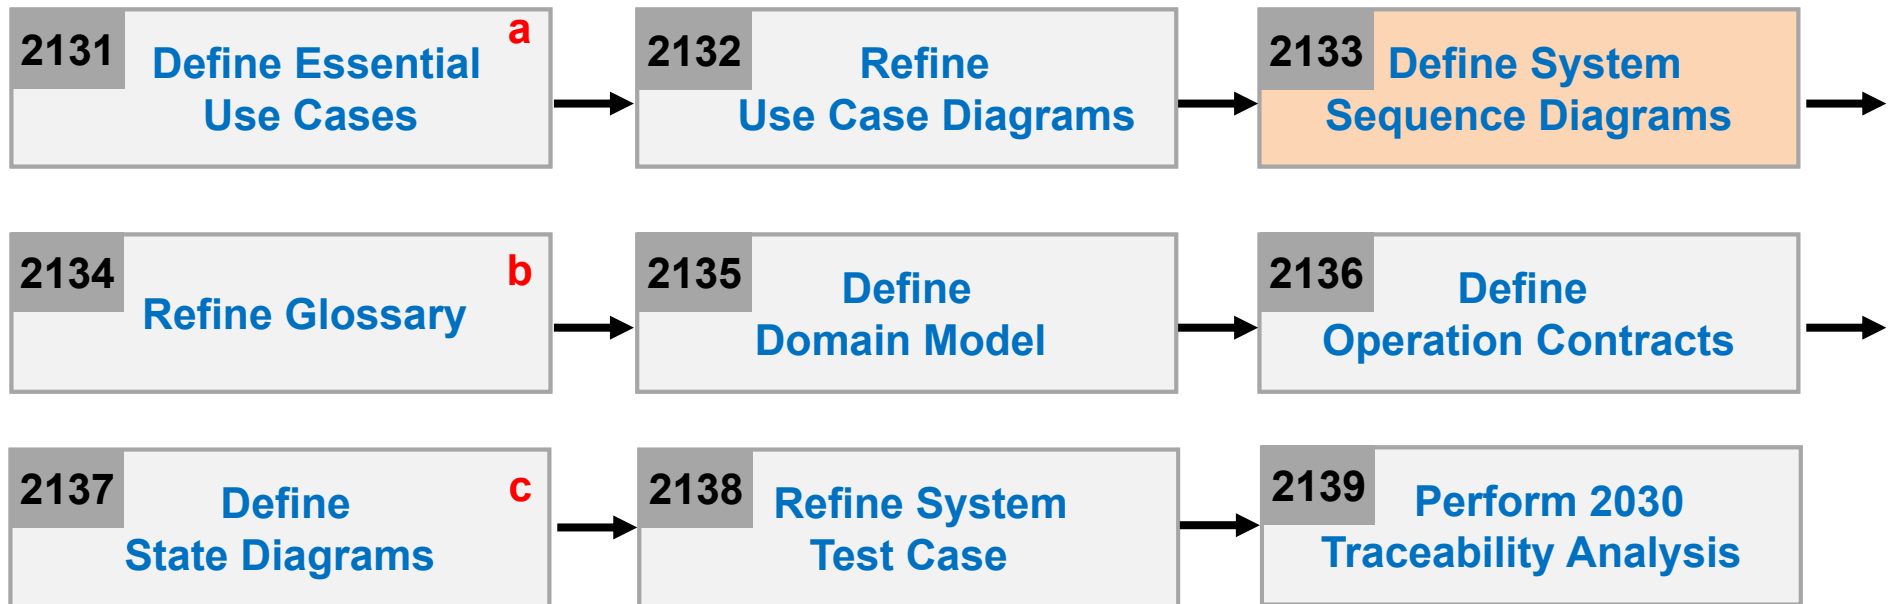 2131 Define Essential a
Use Cases
2132 Refine
Use Case Diagrams
2133 Define System
Sequence Diagrams
2134 Refine Glossary b
2135 Define
Domain Model
2136 Define
Operation Contracts
2137 Define c
State Diagrams
2138 Refine System
Test Case
2139 Perform 2030
Traceability Analysis